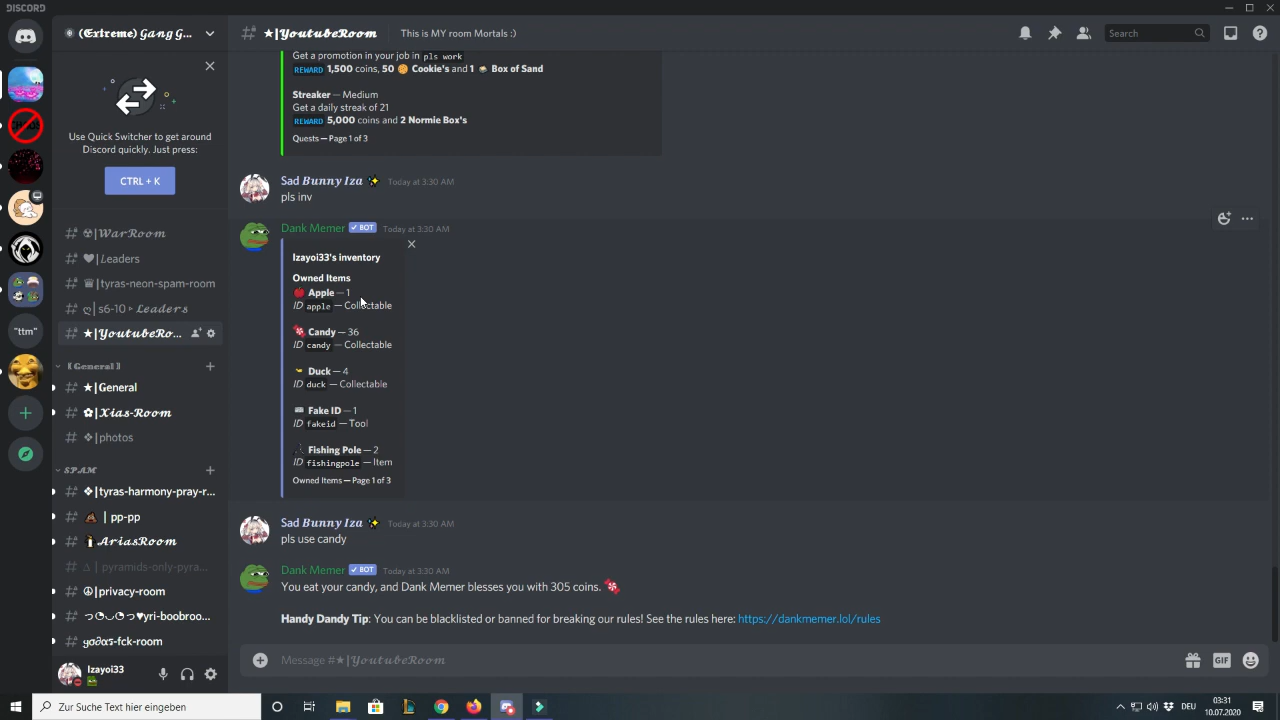 DISCORD
(Extreme) Gang G...
★|YoutubeRoom
This is MY room Mortals :)
Search
Use Quick Switcher to get around
Discord quickly. Just press:
CTRL + K
☢|WarRoom
♥|Leaders
♕|tyras-neon-spam-room
ღ| s6-10 ▸ Leaders
★|YoutubeRo...
"ttm"
【General】
★|General
✿|Xias-Room
❖|photos
SPAM
❖|tyras-harmony-pray-r...
💩 | pp-pp
🐧 AriasRoom
△ | pyramids-only-pyra...
☮|privacy-room
つ◕౪◕つ♥yri-boobroo...
yα∂αѕ-fck-room
Izayoi33
Get a promotion in your job in pls work
REWARD 1,500 coins, 50 🍪 Cookie's and 1 Box of Sand
Streaker — Medium
Get a daily streak of 21
REWARD 5,000 coins and 2 Normie Box's
Quests — Page 1 of 3
Sad Bunny Iza ✨ Today at 3:30 AM
pls inv
Dank Memer ✓ BOT Today at 3:30 AM
Izayoi33's inventory
Owned Items
Apple — 1
ID apple — Collectable
Candy — 36
ID candy — Collectable
Duck — 4
ID duck — Collectable
Fake ID — 1
ID fakeid — Tool
Fishing Pole — 2
ID fishingpole — Item
Owned Items — Page 1 of 3
Sad Bunny Iza ✨ Today at 3:30 AM
pls use candy
Dank Memer ✓ BOT Today at 3:30 AM
You eat your candy, and Dank Memer blesses you with 305 coins. 🍬
Handy Dandy Tip: You can be blacklisted or banned for breaking our rules! See the rules here: https://dankmemer.lol/rules
Message #★|YoutubeRoom
GIF
Zur Suche Text hier eingeben
DEU
03:31
10.07.2020